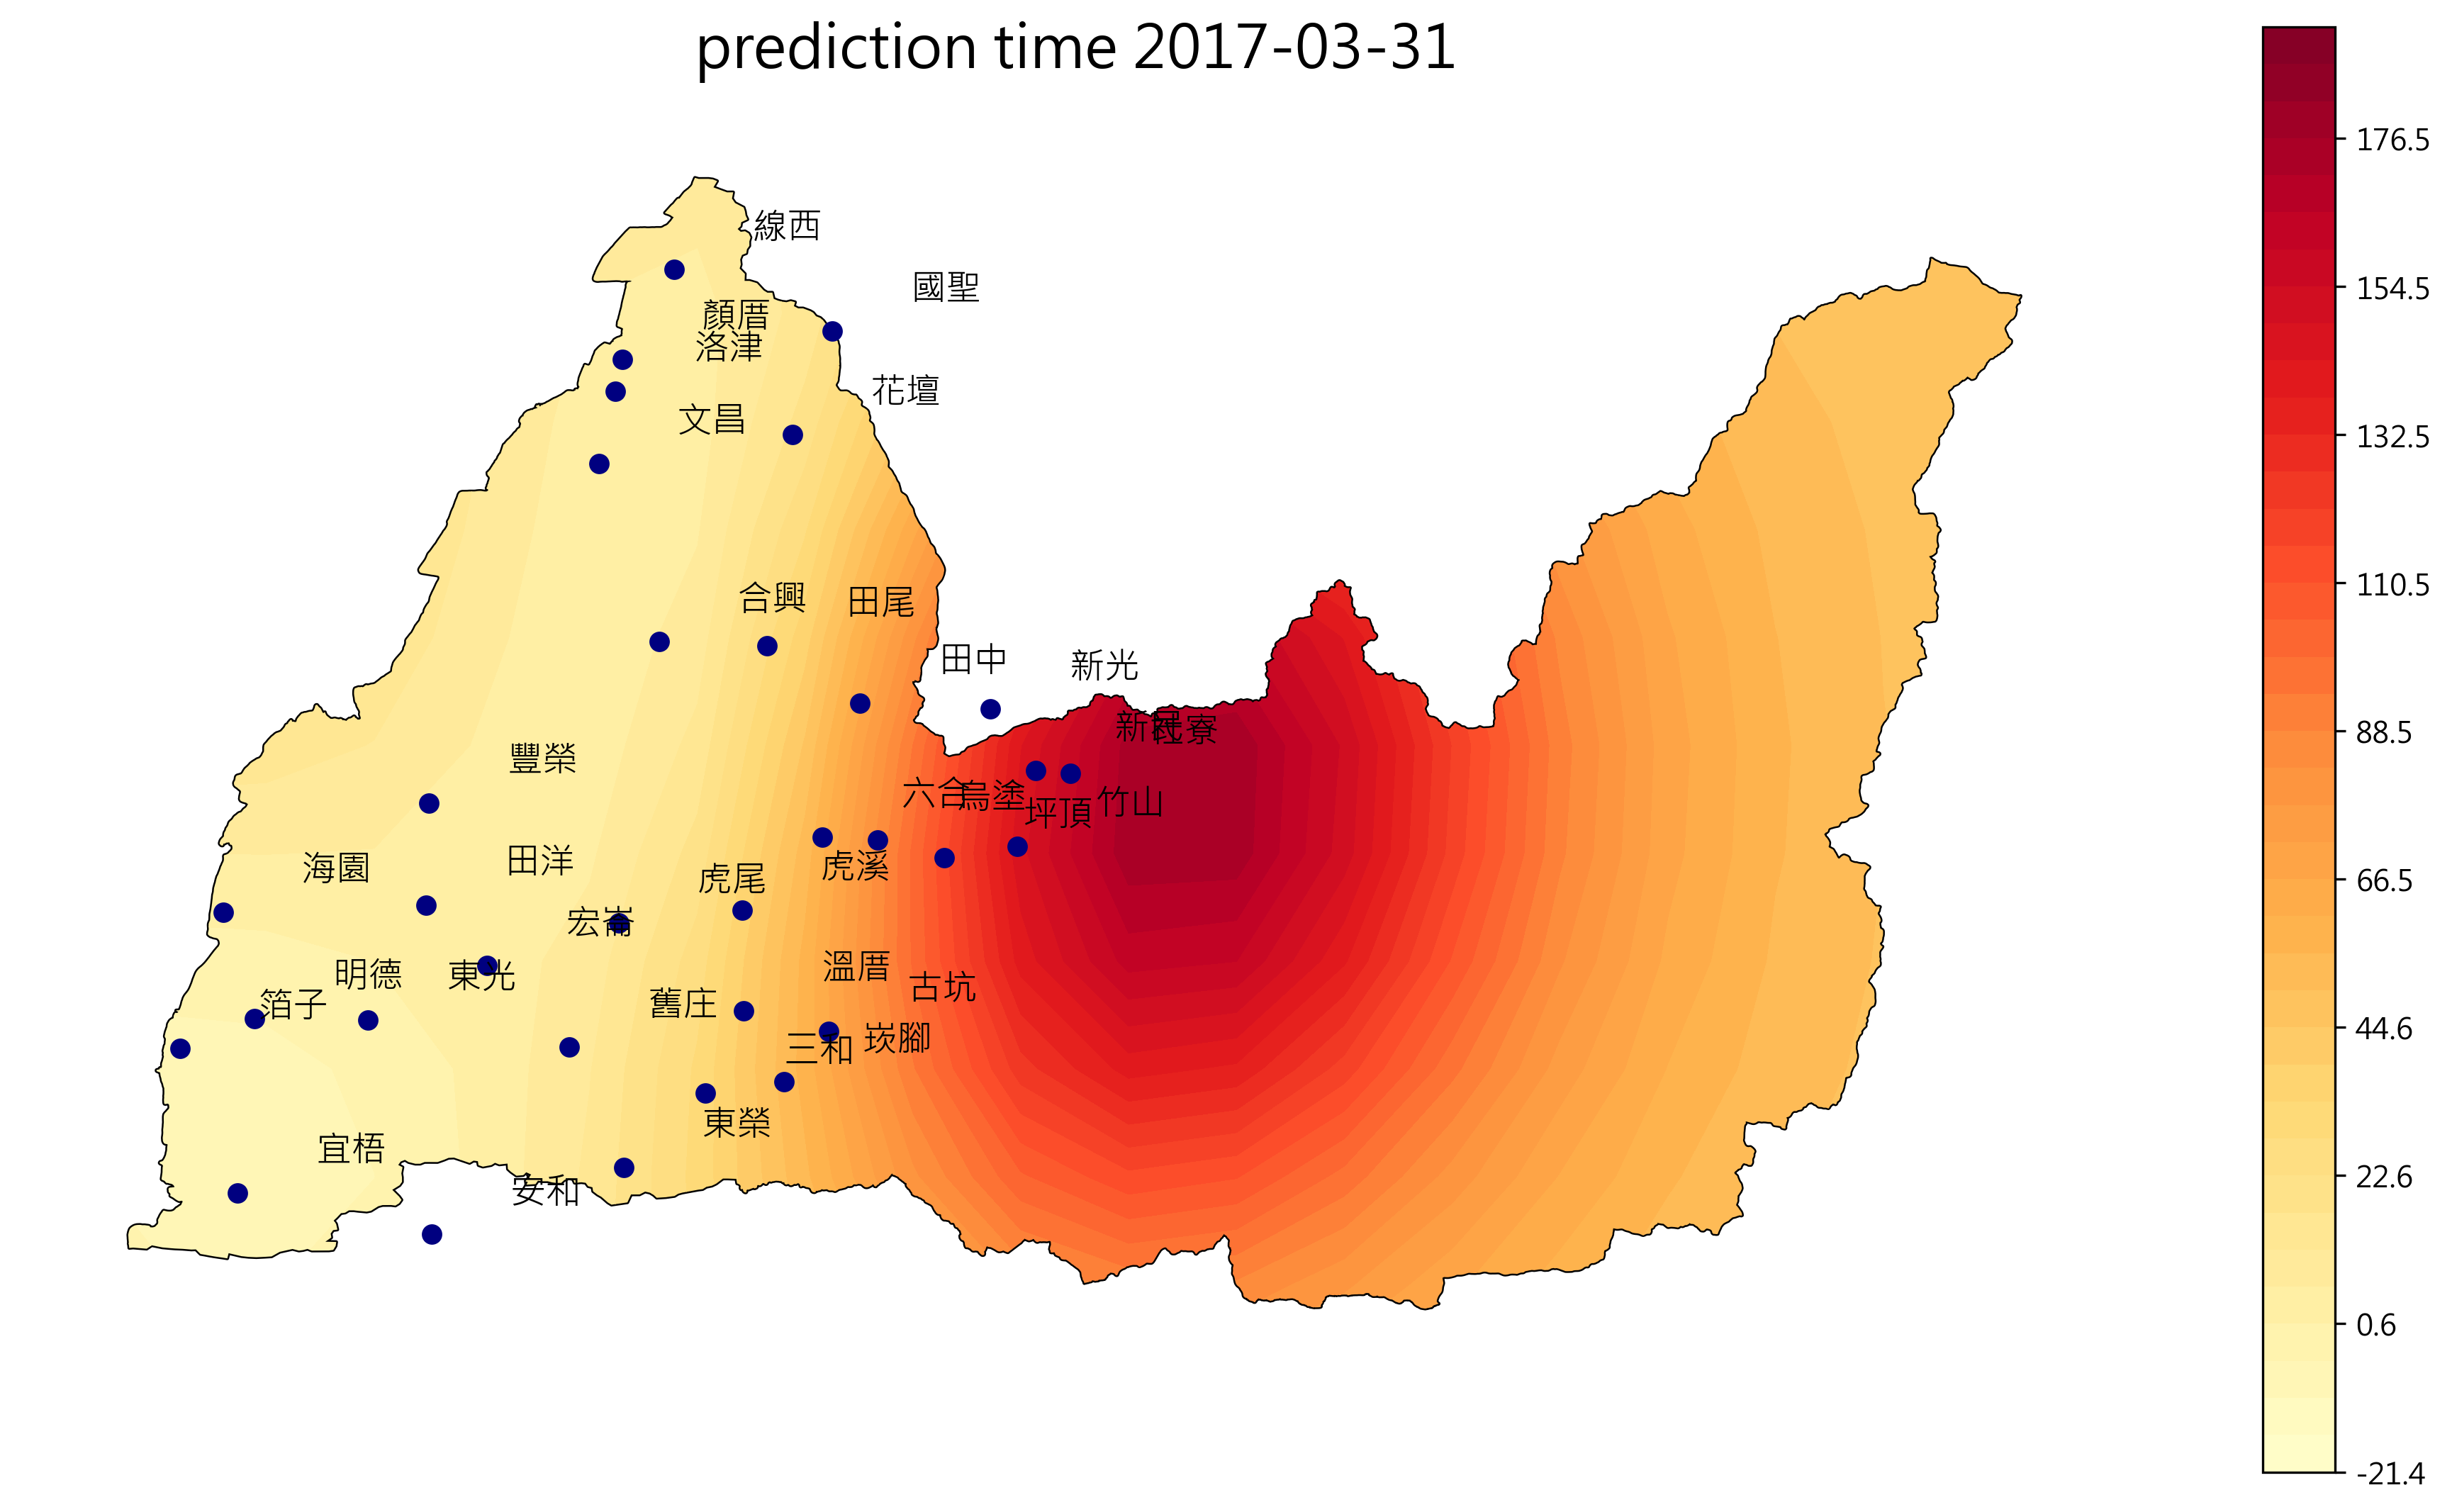 prediction time 2017-03-31
線西
國聖
顏厝
洛津
花壇
文昌
合興
田尾
田中
新光
新民
社寮
豐榮
六合
烏塗
坪頂
竹山
海園
田洋
虎尾
虎溪
宏崙
明德
東光
溫厝
古坑
箔子
舊庄
三和
崁腳
東榮
宜梧
安和
176.5
154.5
132.5
110.5
88.5
66.5
44.6
22.6
0.6
-21.4